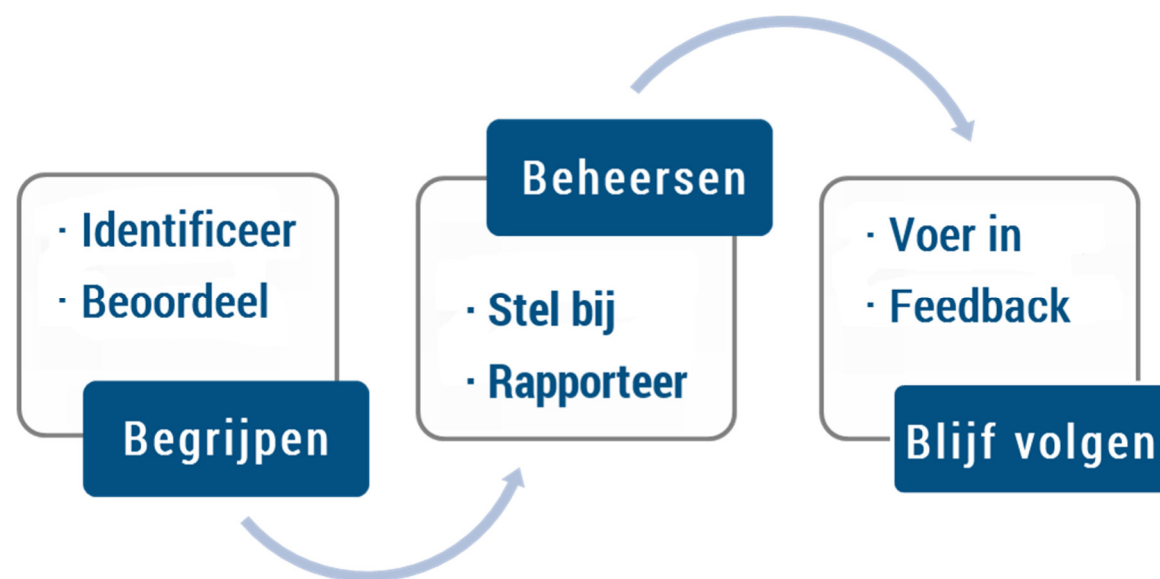 · Identificeer
· Beoordeel
Begrijpen
Beheersen
· Stel bij
· Rapporteer
· Voer in
· Feedback
Blijf volgen